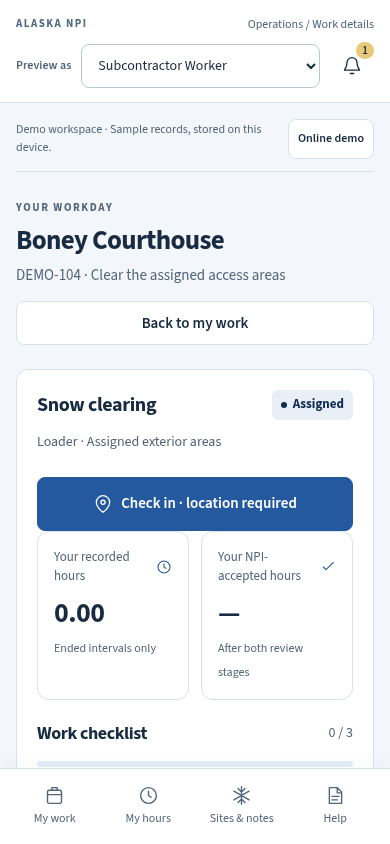 ALASKA NPI
Operations / Work details
Preview as
Subcontractor Worker
1
Demo workspace · Sample records, stored on this
device.
Online demo
YOUR WORKDAY
Boney Courthouse
DEMO-104 · Clear the assigned access areas
Back to my work
Snow clearing
Assigned
Loader · Assigned exterior areas
Check in · location required
Your recorded
hours
0.00
Ended intervals only
Your NPI-
accepted hours
—
After both review
stages
Work checklist
0 / 3
My work
My hours
Sites & notes
Help